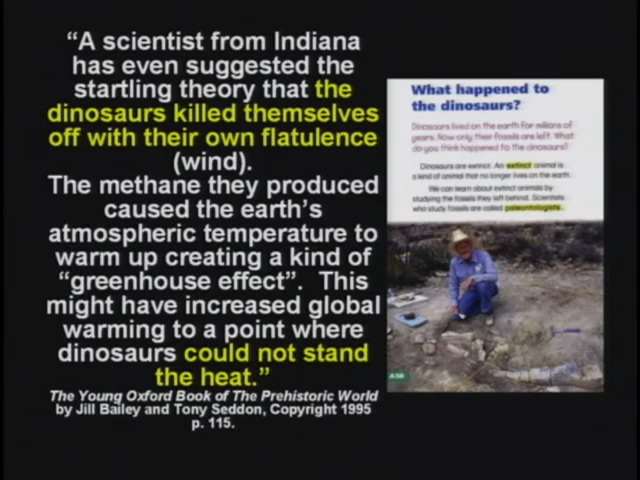 “A scientist from Indiana
has even suggested the
startling theory that the
dinosaurs killed themselves
off with their own flatulence
(wind).
The methane they produced
caused the earth’s
atmospheric temperature to
warm up creating a kind of
“greenhouse effect”.  This
might have increased global
warming to a point where
dinosaurs could not stand
the heat.”
The Young Oxford Book of The Prehistoric World
by Jill Bailey and Tony Seddon, Copyright 1995
p. 115.
What happened to
the dinosaurs?
Dinosaurs lived on the earth for millions of
years. Now only their fossils are left. What
do you think happened to the dinosaurs?
Dinosaurs are extinct. An extinct animal is
a kind of animal that no longer lives on the earth.
We can learn about extinct animals by
studying the fossils they left behind. Scientists
who study fossils are called paleontologists.